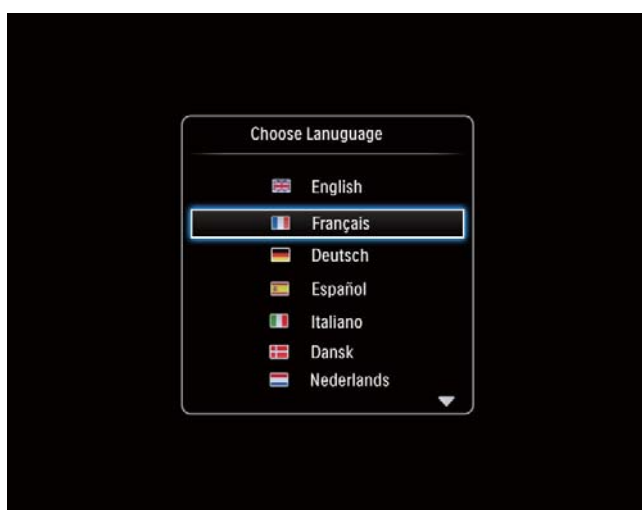 Choose Lanuguage
English
Français
Deutsch
Español
Italiano
Dansk
Nederlands